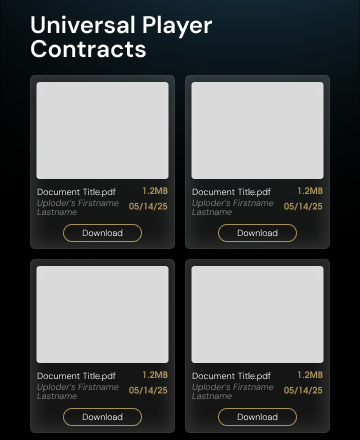 Universal Player
Contracts
Document Title.pdf 1.2MB
Uploder's Firstname
Lastname 05/14/25
Download
Document Title.pdf 1.2MB
Uploder's Firstname
Lastname 05/14/25
Download
Document Title.pdf 1.2MB
Uploder's Firstname
Lastname 05/14/25
Download
Document Title.pdf 1.2MB
Uploder's Firstname
Lastname 05/14/25
Download